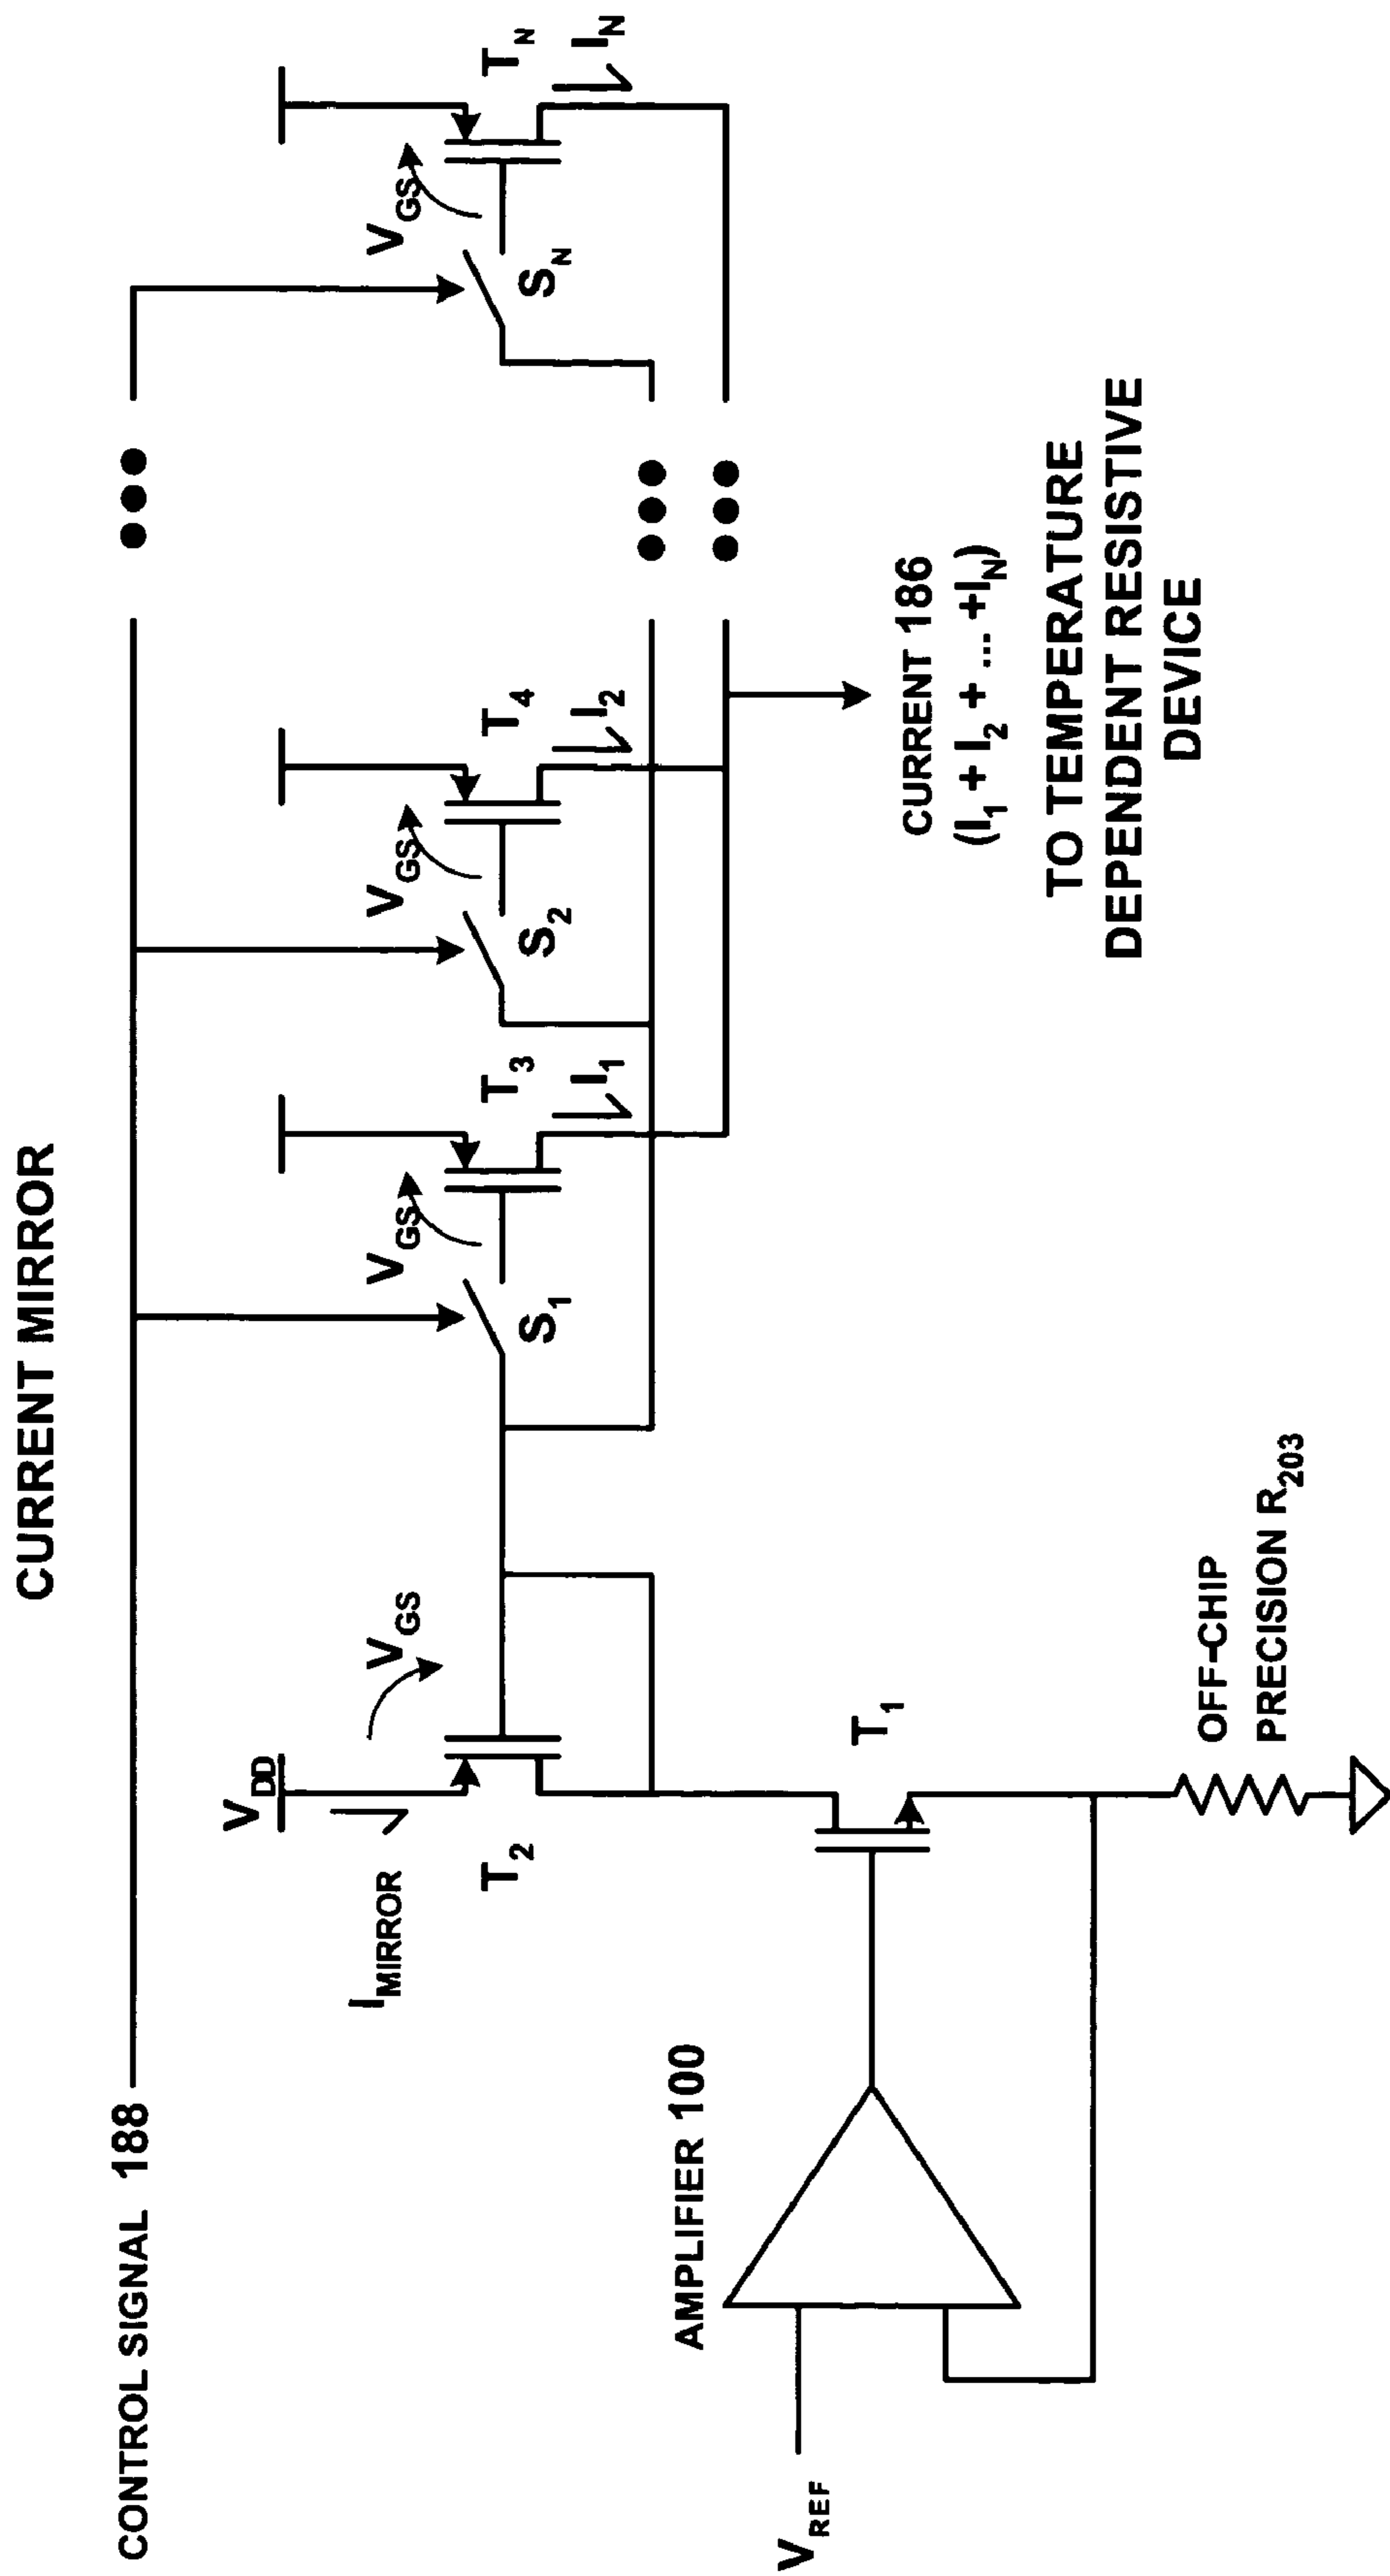 CURRENT MIRROR
CONTROL SIGNAL 188
V_DD
I_MIRROR
V_GS
T_2
V_GS
S_1
T_3
I_1
V_GS
S_2
T_4
I_2
V_GS
S_N
T_N
I_N
AMPLIFIER 100
V_REF
T_1
OFF-CHIP
PRECISION R_203
CURRENT 186
(I_1 + I_2 + ... +I_N)
TO TEMPERATURE
DEPENDENT RESISTIVE
DEVICE